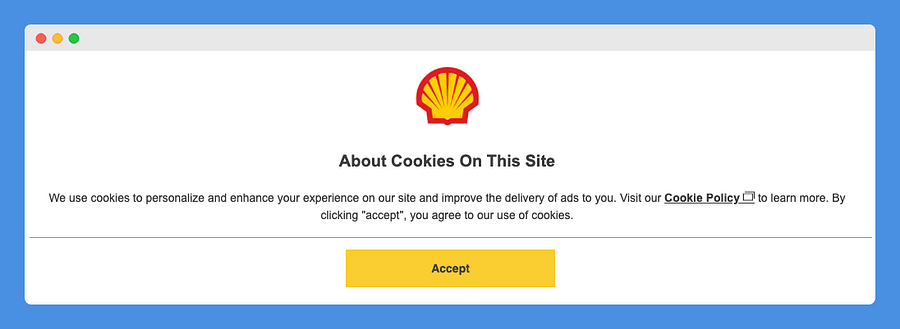 About Cookies On This Site
We use cookies to personalize and enhance your experience on our site and improve the delivery of ads to you. Visit our Cookie Policy to learn more. By
clicking "accept", you agree to our use of cookies.
Accept